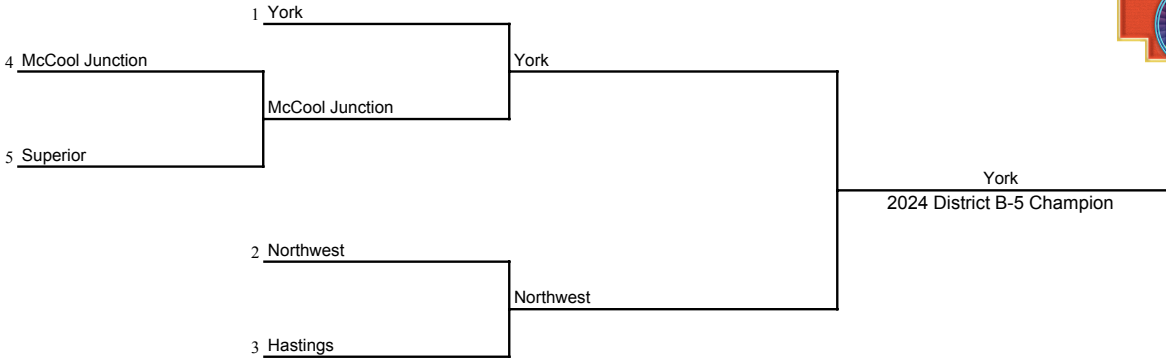 1 York
4 McCool Junction
York
McCool Junction
5 Superior
York
2024 District B-5 Champion
2 Northwest
Northwest
3 Hastings